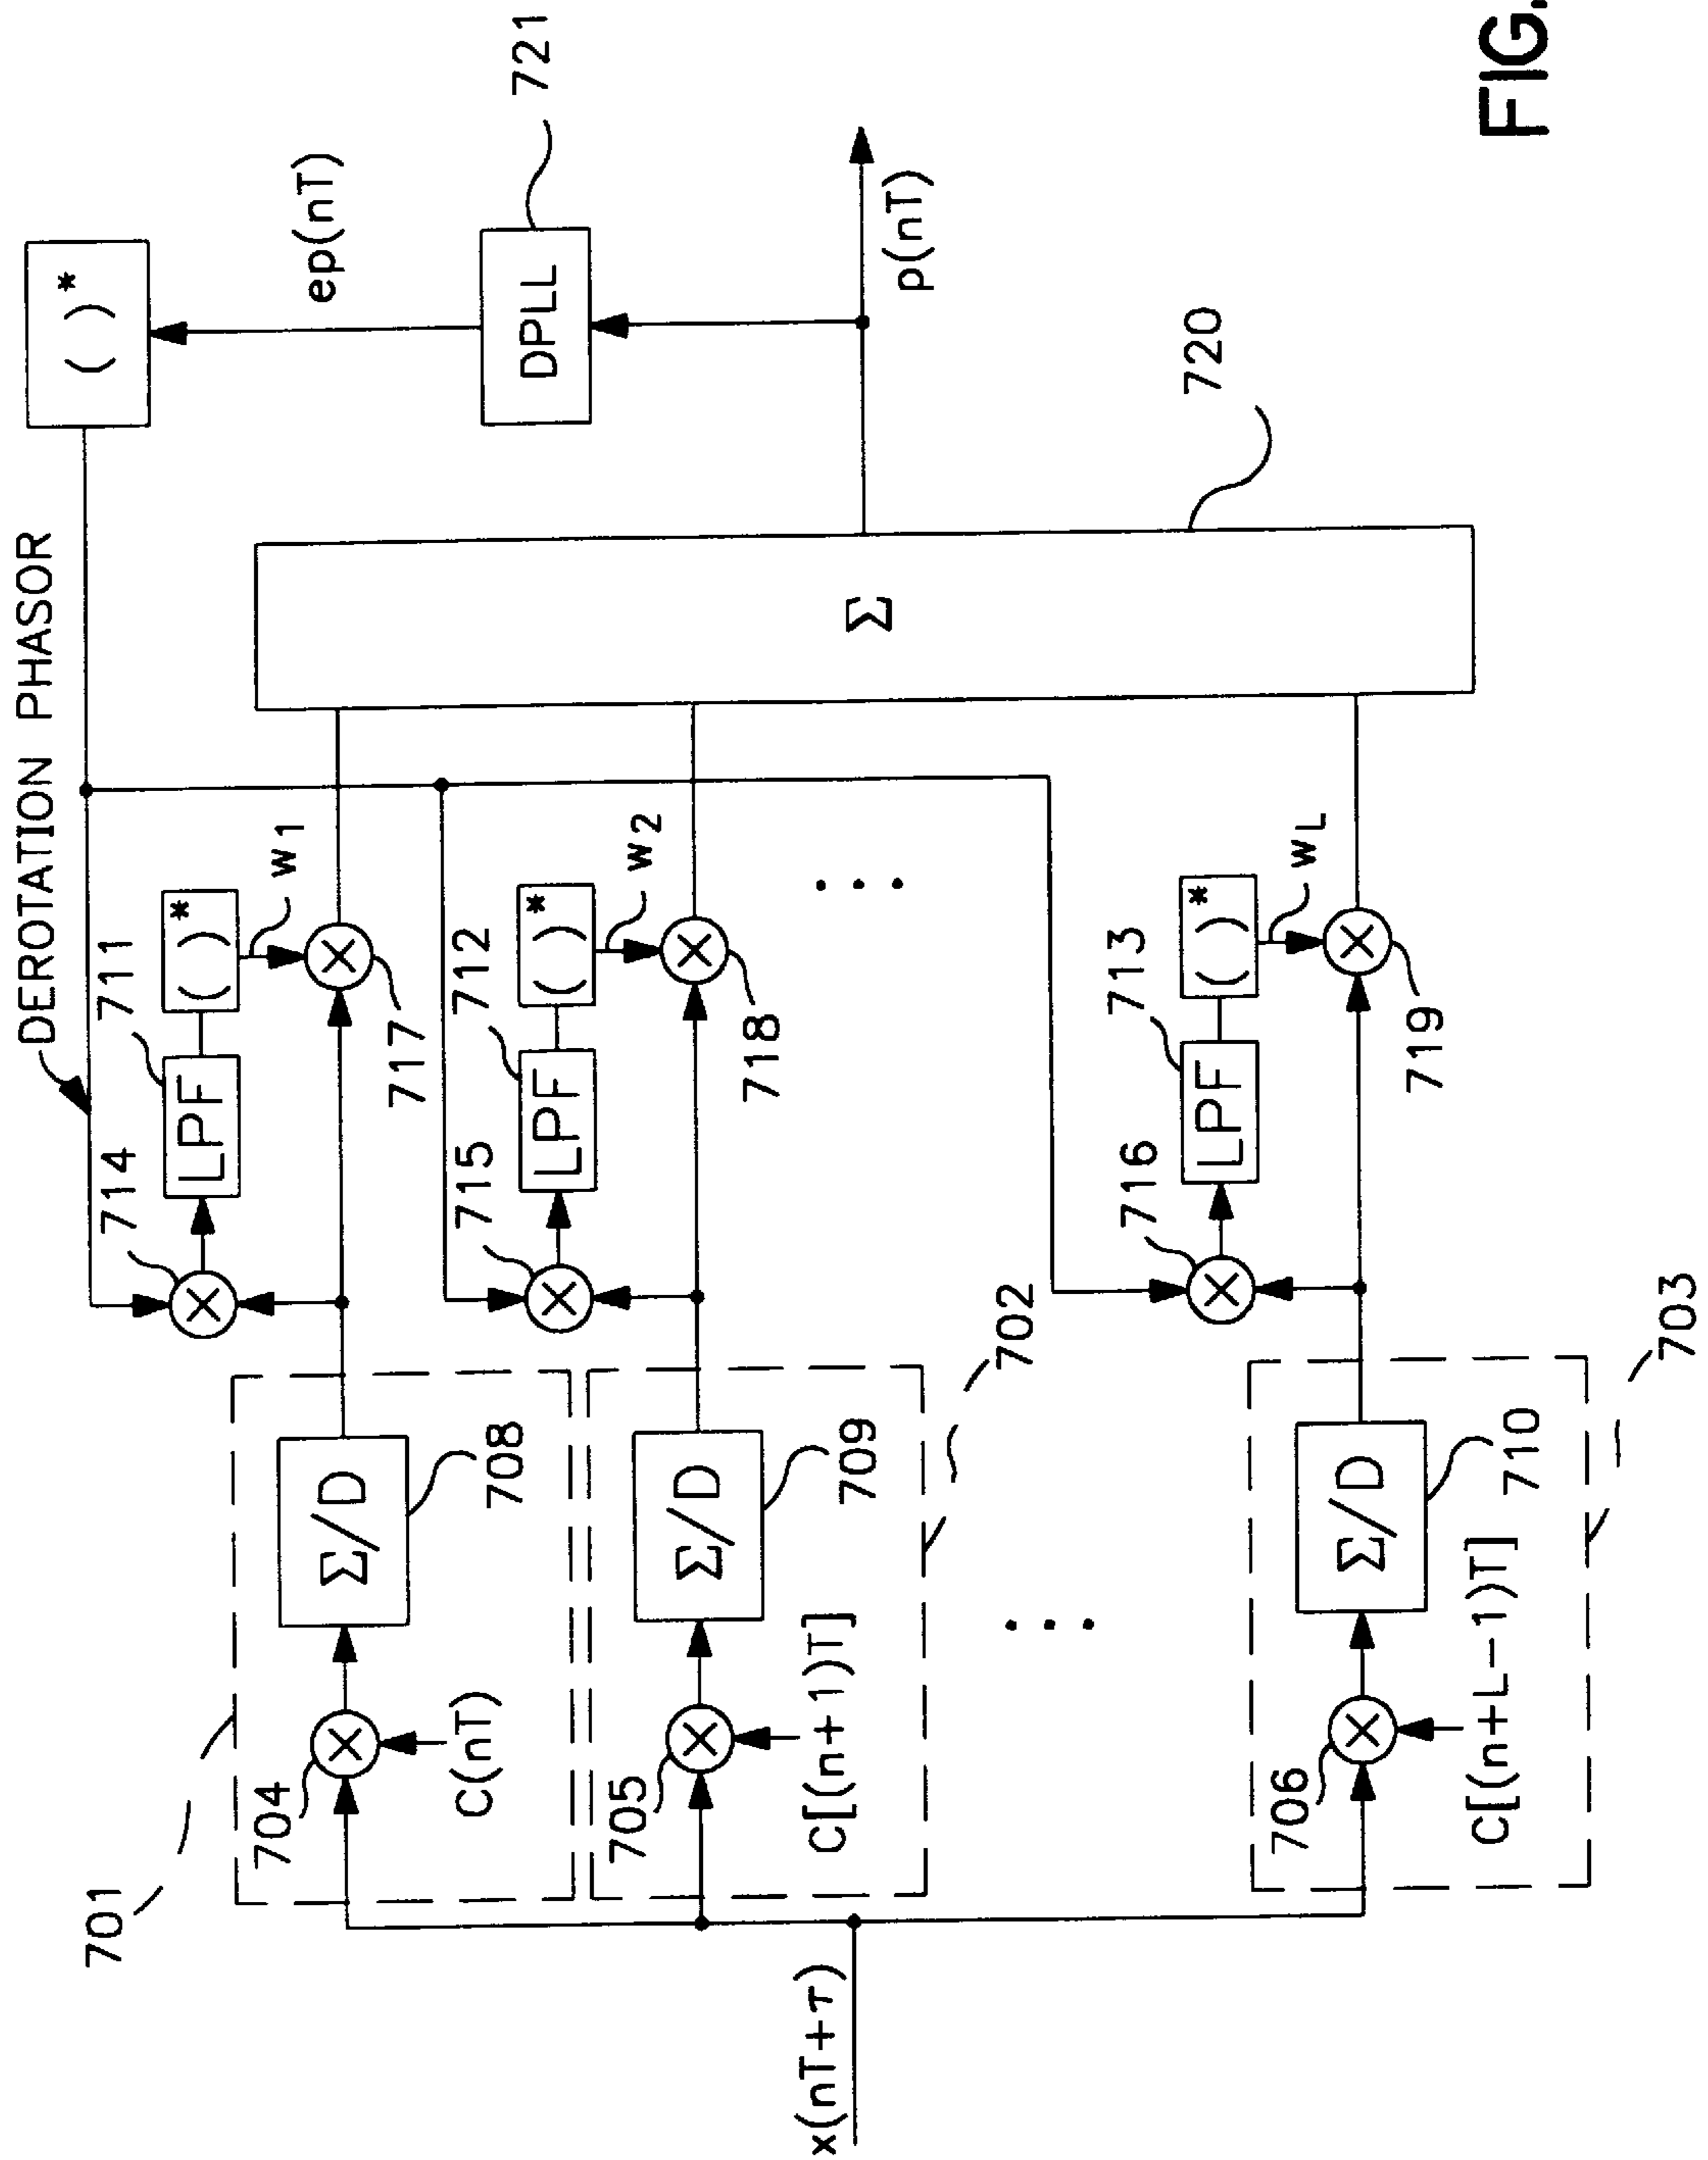 DEROTATION PHASOR
( )*
ep(nT)
DPLL
721
p(nT)
714
711
LPF
( )*
w1
717
715
712
LPF
( )*
w2
718
716
713
LPF
( )*
wL
719
Σ
720
701
704
C(nT)
Σ/D
708
705
C[(n+1)T]
Σ/D
709
702
706
C[(n+L-1)T]
Σ/D
710
703
x(nT+τ)
FIG.